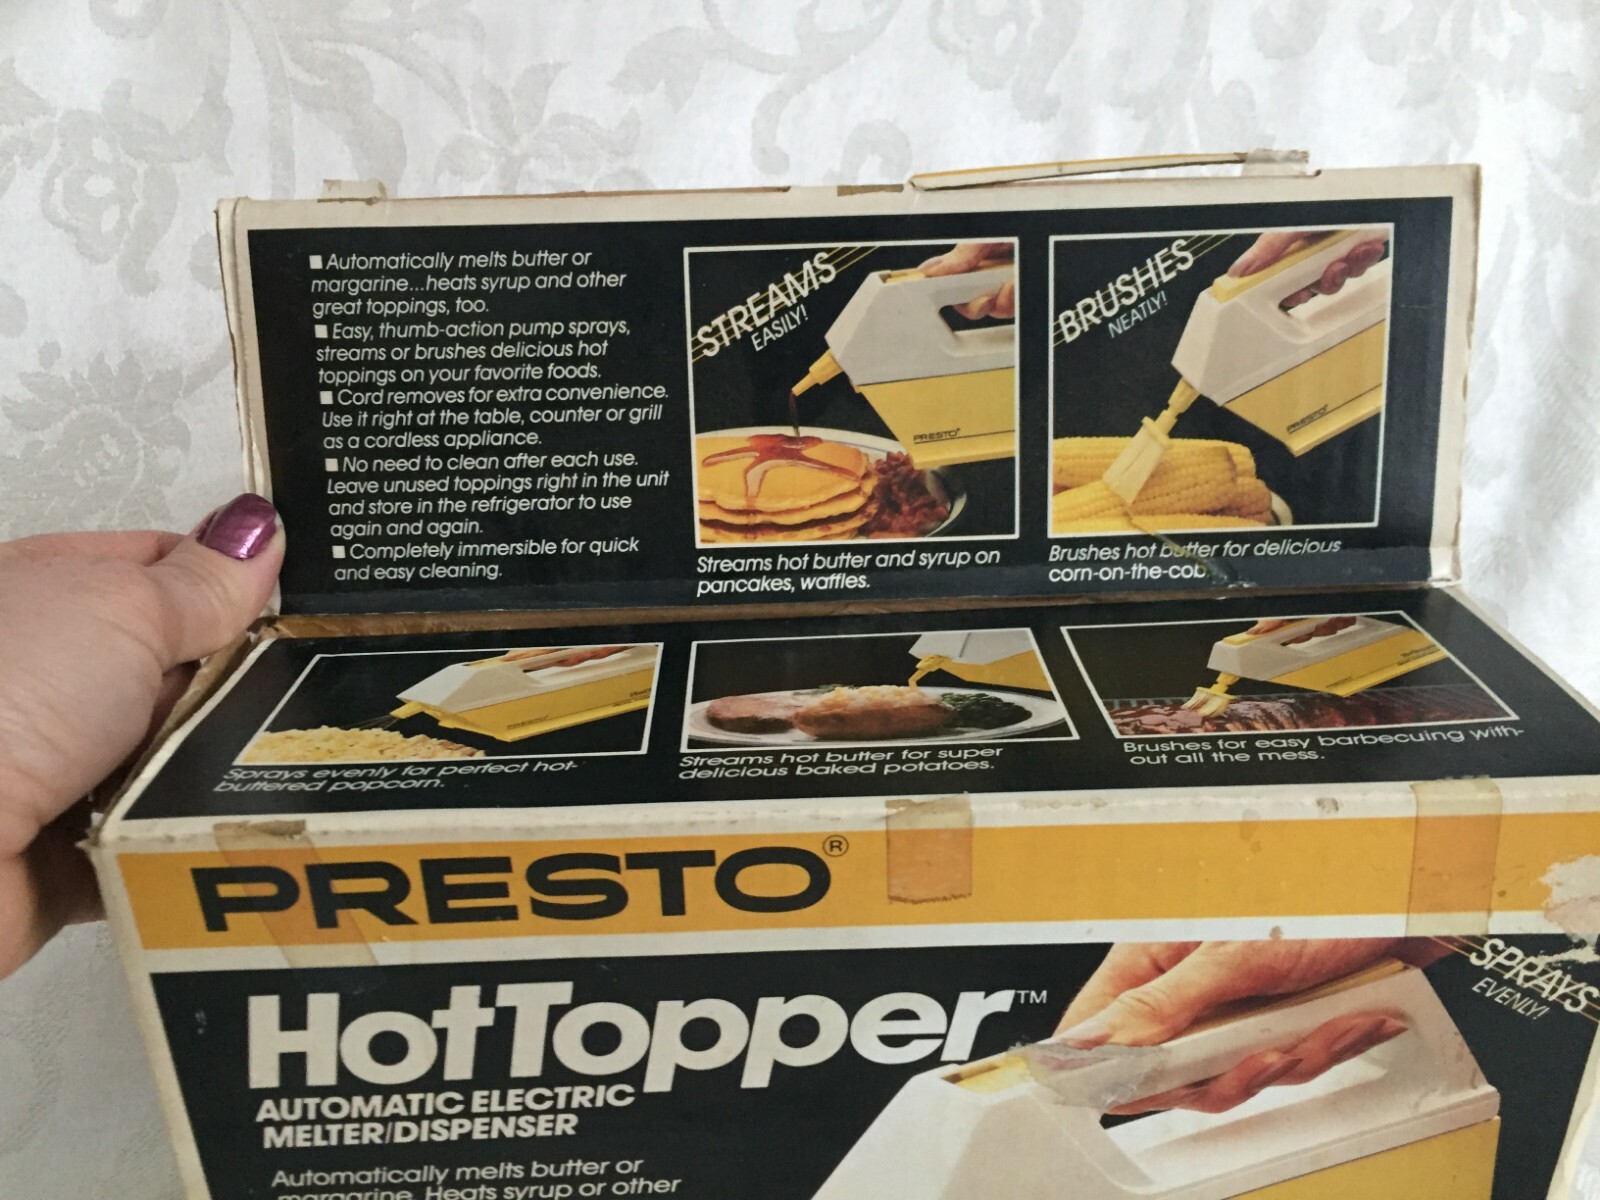 ■ Automatically melts butter or
margarine...heats syrup and other
great toppings, too.
■ Easy, thumb-action pump sprays,
streams or brushes delicious hot
toppings on your favorite foods.
■ Cord removes for extra convenience.
Use it right at the table, counter or grill
as a cordless appliance.
■ No need to clean after each use.
Leave unused toppings right in the unit
and store in the refrigerator to use
again and again.
■ Completely immersible for quick
and easy cleaning.
STREAMS
EASILY!
PRESTO®
Streams hot butter and syrup on
pancakes, waffles.
BRUSHES
NEATLY!
PRESTO®
Brushes hot butter for delicious
corn-on-the-cob
PRESTO
Sprays evenly for perfect hot-
buttered popcorn.
Streams hot butter for super
delicious baked potatoes.
Brushes for easy barbecuing with-
out all the mess.
PRESTO®
HotTopper™
AUTOMATIC ELECTRIC
MELTER/DISPENSER
Automatically melts butter or
margarine. Heats syrup or other
SPRAYS
EVENLY!